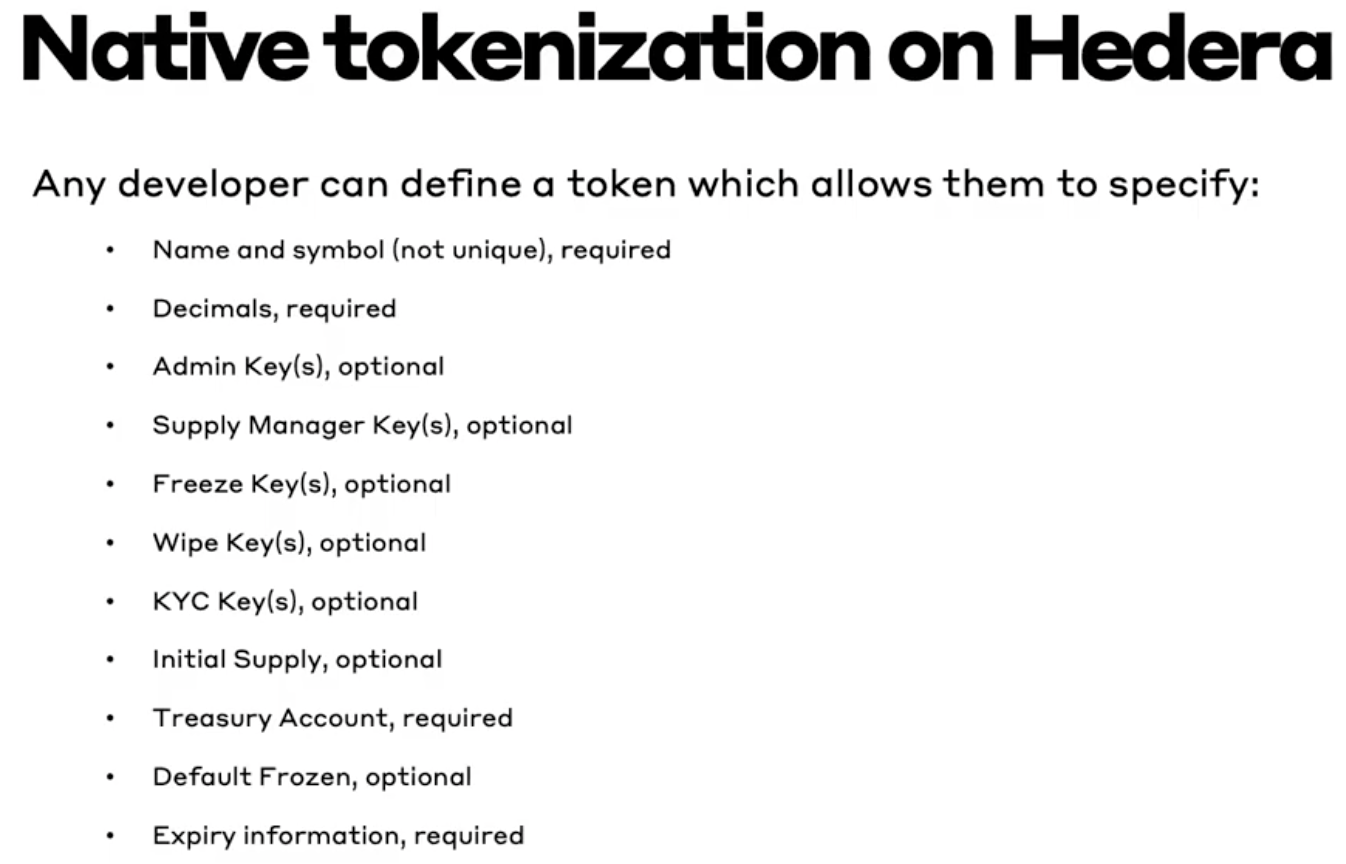 Native tokenization on Hedera
Any developer can define a token which allows them to specify:
• Name and symbol (not unique), required
• Decimals, required
• Admin Key(s), optional
• Supply Manager Key(s), optional
• Freeze Key(s), optional
• Wipe Key(s), optional
• KYC Key(s), optional
• Initial Supply, optional
• Treasury Account, required
• Default Frozen, optional
• Expiry information, required